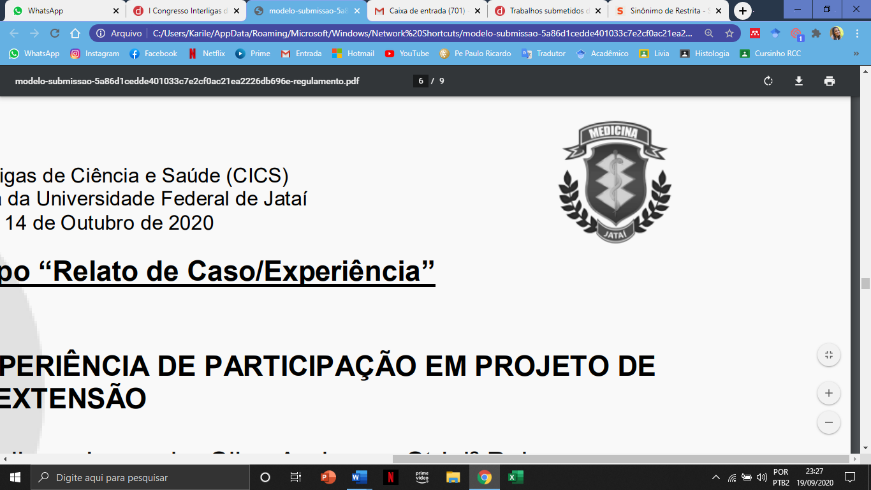 WhatsApp
I Congresso Interligas d
modelo-submissao-5a8
Caixa de entrada (701)
Trabalhos submetidos d
Sinônimo de Restrita - S
Arquivo | C:/Users/Karile/AppData/Roaming/Microsoft/Windows/Network%20Shortcuts/modelo-submissao-5a86d1cedde401033c7e2cf0ac21ea2...
WhatsApp
Instagram
Facebook
Netflix
Prime
Entrada
Hotmail
YouTube
Pe Paulo Ricardo
Tradutor
Acadêmico
Livia
Histologia
Cursinho RCC
modelo-submissao-5a86d1cedde401033c7e2cf0ac21ea2226db696e-regulamento.pdf
6 / 9
MEDICINA
JATAÍ
igas de Ciência e Saúde (CICS)
da Universidade Federal de Jataí
14 de Outubro de 2020
po “Relato de Caso/Experiência”
PERIÊNCIA DE PARTICIPAÇÃO EM PROJETO DE
EXTENSÃO
Digite aqui para pesquisar
prime video
POR
PTB2
23:27
19/09/2020